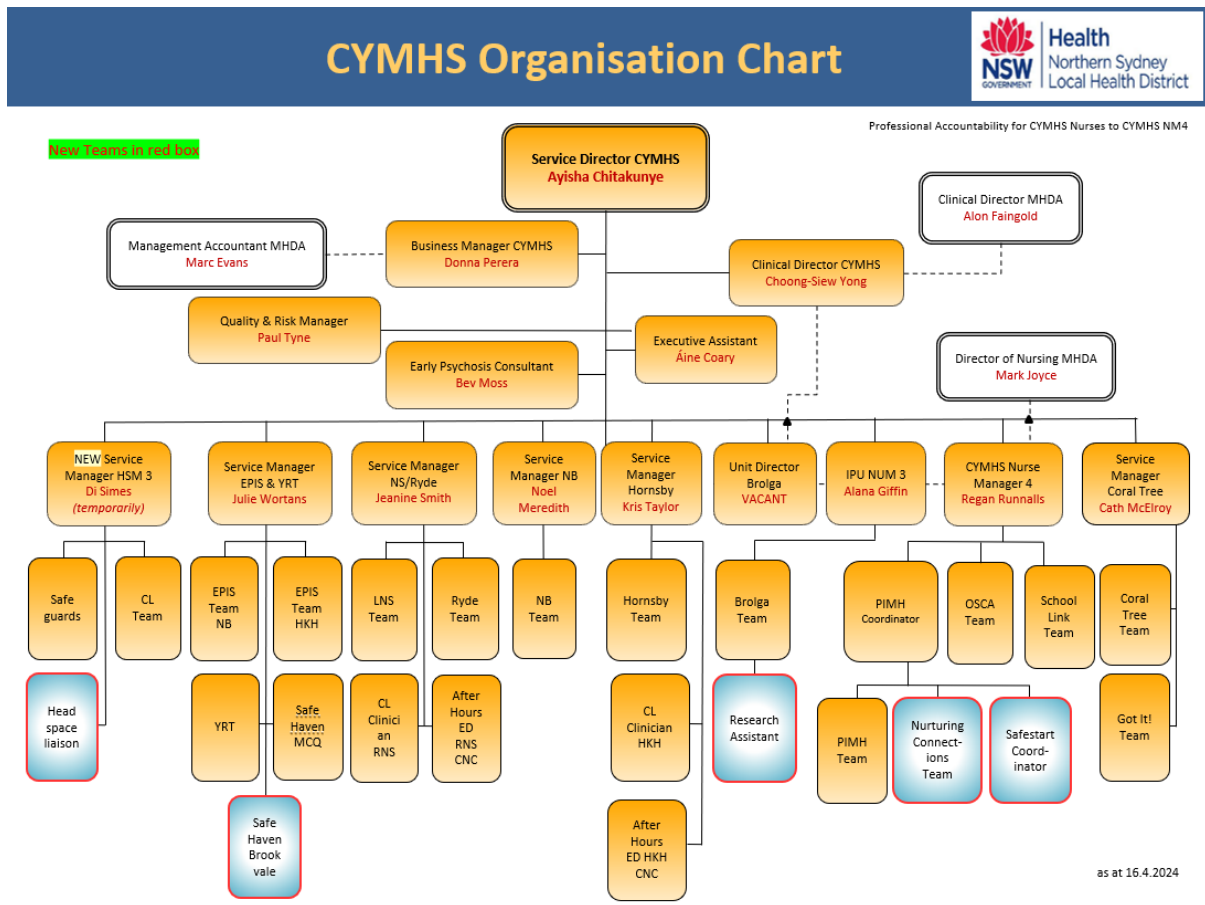 CYMHS Organisation Chart
NSW
GOVERNMENT
Health
Northern Sydney
Local Health District
Professional Accountability for CYMHS Nurses to CYMHS NM4
New Teams in red box
Service Director CYMHS
Ayisha Chitakunye
Clinical Director MHDA
Alon Faingold
Management Accountant MHDA
Marc Evans
Business Manager CYMHS
Donna Perera
Clinical Director CYMHS
Choong-Siew Yong
Quality & Risk Manager
Paul Tyne
Executive Assistant
Áine Coary
Early Psychosis Consultant
Bev Moss
Director of Nursing MHDA
Mark Joyce
NEW Service
Manager HSM 3
Di Simes
(temporarily)
Service Manager
EPIS & YRT
Julie Wortans
Service Manager
NS/Ryde
Jeanine Smith
Service
Manager NB
Noel
Meredith
Service
Manager
Hornsby
Kris Taylor
Unit Director
Brolga
VACANT
IPU NUM 3
Alana Giffin
CYMHS Nurse
Manager 4
Regan Runnalls
Service
Manager
Coral Tree
Cath McElroy
Safe
guards
CL
Team
EPIS
Team
NB
EPIS
Team
HKH
LNS
Team
Ryde
Team
NB
Team
Hornsby
Team
Brolga
Team
PIMH
Coordinator
OSCA
Team
School
Link
Team
Coral
Tree
Team
Head
space
liaison
YRT
Safe
Haven
MCQ
CL
Clinici
an
RNS
After
Hours
ED
RNS
CNC
CL
Clinician
HKH
Research
Assistant
PIMH
Team
Nurturing
Connect-
ions
Team
Safestart
Coord-
inator
Got It!
Team
Safe
Haven
Brook
vale
After
Hours
ED HKH
CNC
as at 16.4.2024